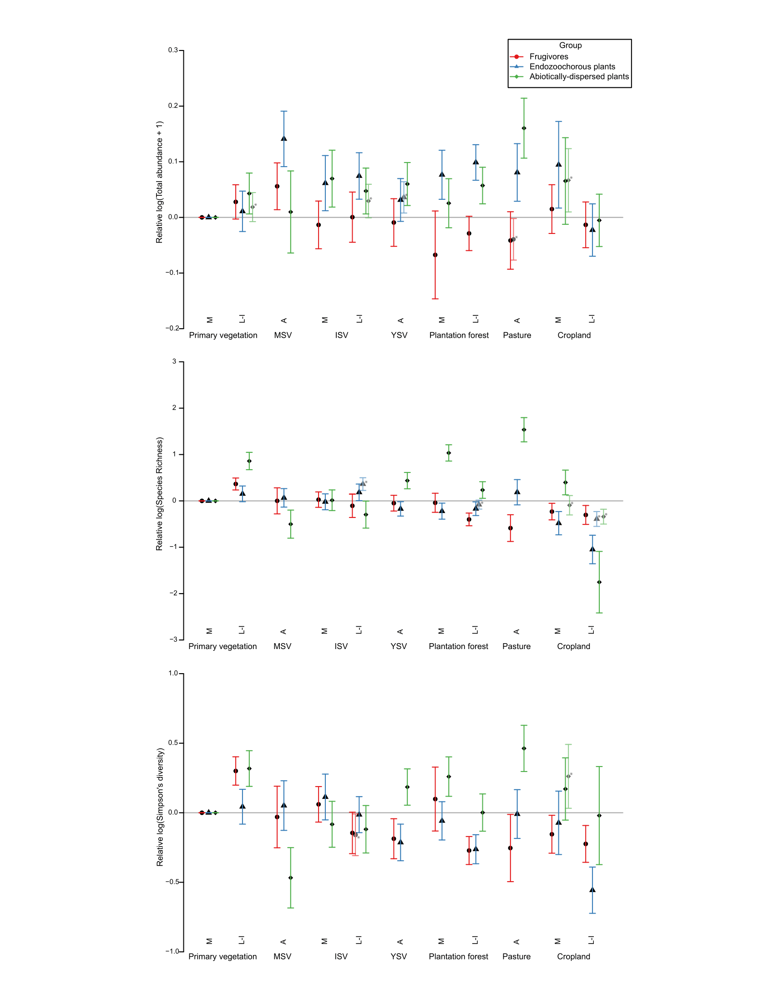 Group
Frugivores
Endozoochorous plants
Abiotically-dispersed plants
Relative log(Total abundance + 1)
0.3
0.2
0.1
0.0
−0.1
−0.2
M L-I A M L-I A M L-I A M L-I
Primary vegetation MSV ISV YSV Plantation forest Pasture Cropland
* * * * *
Relative log(Species Richness)
3
2
1
0
−1
−2
−3
M L-I A M L-I A M L-I A M L-I
Primary vegetation MSV ISV YSV Plantation forest Pasture Cropland
* * * * *
Relative log(Simpson's diversity)
1.0
0.5
0.0
−0.5
−1.0
M L-I A M L-I A M L-I A M L-I
Primary vegetation MSV ISV YSV Plantation forest Pasture Cropland
* *